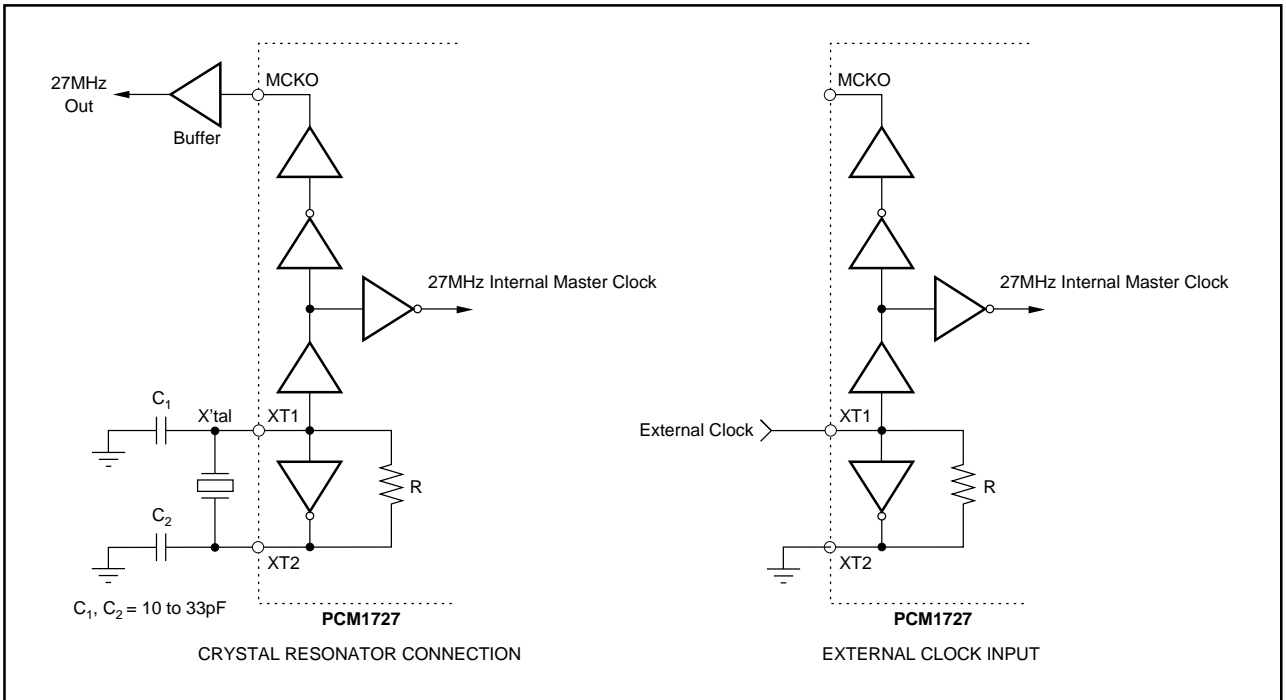 MCKO
27MHz
Out
Buffer
27MHz Internal Master Clock
C1
X'tal
XT1
R
C2
XT2
C1, C2 = 10 to 33pF
PCM1727
CRYSTAL RESONATOR CONNECTION
MCKO
27MHz Internal Master Clock
External Clock
XT1
R
XT2
PCM1727
EXTERNAL CLOCK INPUT